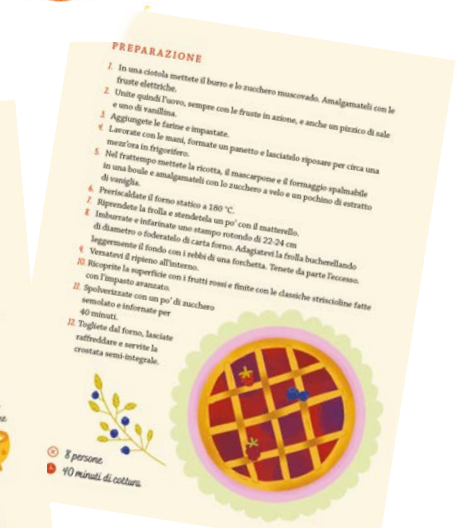 PREPARAZIONE
1. In una ciotola mettete il burro e lo zucchero muscovado. Amalgamateli con le
fruste elettriche.
2. Unite quindi l'uovo, sempre con le fruste in azione, e anche un pizzico di sale
e uno di vanillina.
3. Aggiungete le farine e impastate.
4. Lavorate con le mani, formate un panetto e lasciatelo riposare per circa una
mezz'ora in frigorifero.
5. Nel frattempo mettete la ricotta, il mascarpone e il formaggio spalmabile
in una boule e amalgamateli con lo zucchero a velo e un pochino di estratto
di vaniglia.
6. Preriscaldate il forno statico a 180 °C.
7. Riprendete la frolla e stendetela un po' con il matterello.
8. Imburrate e infarinate uno stampo rotondo di 22-24 cm
di diametro o foderatelo di carta forno. Adagiatevi la frolla bucherellando
leggermente il fondo con i rebbi di una forchetta. Tenete da parte l'eccesso.
9. Versatevi il ripieno all'interno.
10. Ricoprite la superficie con i frutti rossi e finite con le classiche striscioline fatte
con l'impasto avanzato.
11. Spolverizzate con un po' di zucchero
semolato e infornate per
40 minuti.
12. Togliete dal forno, lasciate
raffreddare e servite la
crostata semi-integrale.
8 persone
40 minuti di cottura